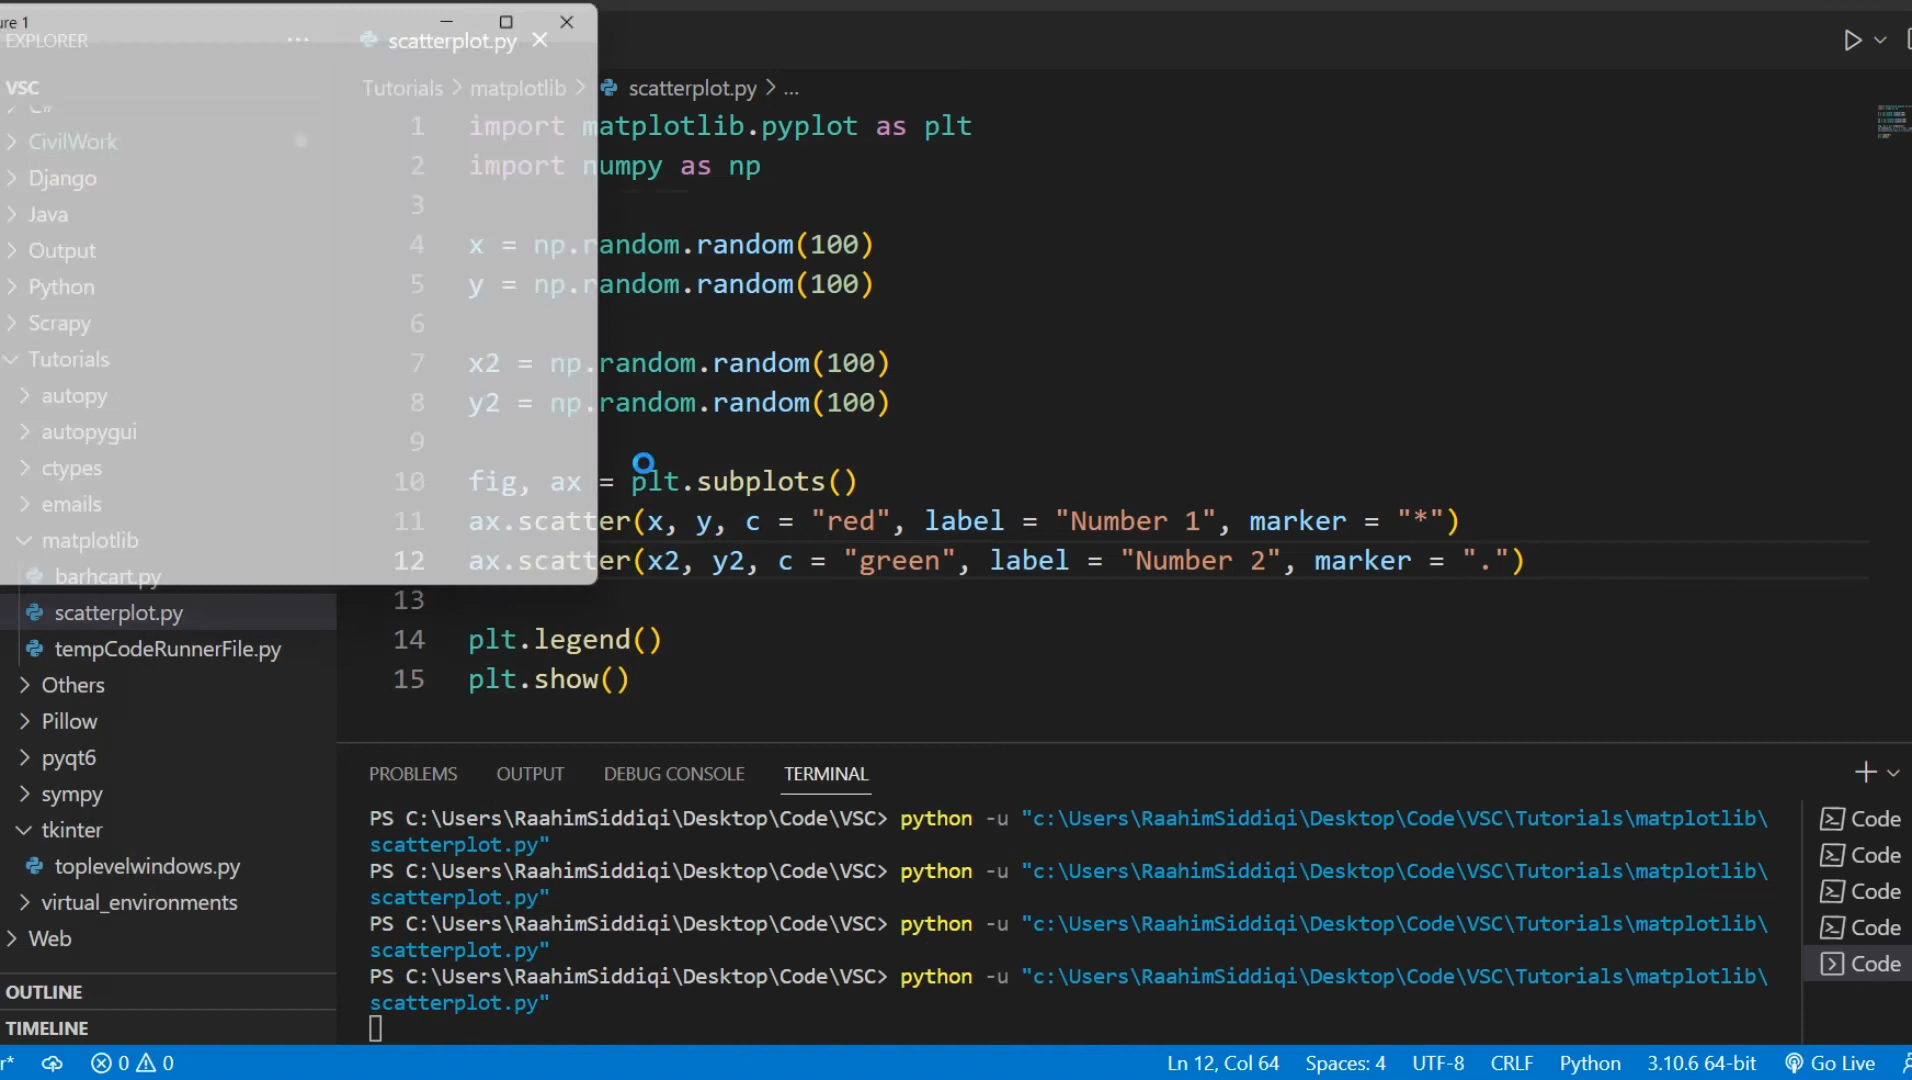 ure 1
EXPLORER
...
scatterplot.py
VSC
C#
CivilWork
Django
Java
Output
Python
Scrapy
Tutorials
autopy
autopygui
ctypes
emails
matplotlib
barhcart.py
scatterplot.py
tempCodeRunnerFile.py
Others
Pillow
pyqt6
sympy
tkinter
toplevelwindows.py
virtual_environments
Web
OUTLINE
TIMELINE
Tutorials > matplotlib > scatterplot.py > ...
1 import matplotlib.pyplot as plt
2 import numpy as np
3
4 x = np.random.random(100)
5 y = np.random.random(100)
6
7 x2 = np.random.random(100)
8 y2 = np.random.random(100)
9
10 fig, ax = plt.subplots()
11 ax.scatter(x, y, c = "red", label = "Number 1", marker = "*")
12 ax.scatter(x2, y2, c = "green", label = "Number 2", marker = ".")
13
14 plt.legend()
15 plt.show()
PROBLEMS OUTPUT DEBUG CONSOLE TERMINAL
PS C:\Users\RaahimSiddiqi\Desktop\Code\VSC> python -u "c:\Users\RaahimSiddiqi\Desktop\Code\VSC\Tutorials\matplotlib\
scatterplot.py"
PS C:\Users\RaahimSiddiqi\Desktop\Code\VSC> python -u "c:\Users\RaahimSiddiqi\Desktop\Code\VSC\Tutorials\matplotlib\
scatterplot.py"
PS C:\Users\RaahimSiddiqi\Desktop\Code\VSC> python -u "c:\Users\RaahimSiddiqi\Desktop\Code\VSC\Tutorials\matplotlib\
scatterplot.py"
PS C:\Users\RaahimSiddiqi\Desktop\Code\VSC> python -u "c:\Users\RaahimSiddiqi\Desktop\Code\VSC\Tutorials\matplotlib\
scatterplot.py"
Code
Code
Code
Code
Code
r* 0 0 Ln 12, Col 64 Spaces: 4 UTF-8 CRLF Python 3.10.6 64-bit Go Live